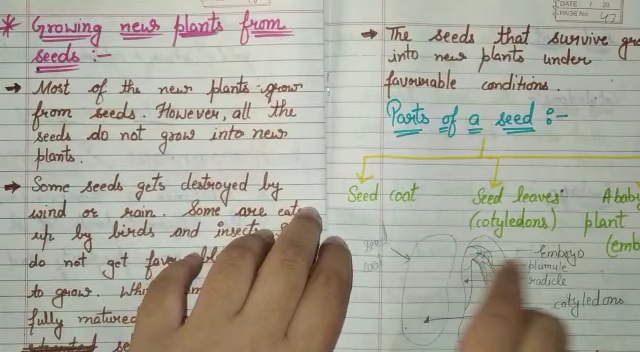 * Growing new plants from
seeds :-
→ Most of the new plants grow
from seeds. However, all the
seeds do not grow into new
plants.
→ Some seeds gets destroyed by
wind or rain. Some are
up by birds and insects.
do not get
to grow.
fully matured
DATE: 1 23
PAGE No. 47
→ The seeds that survive
into new plants under
favourable conditions.
Parts of a seed :-
Seed coat
Seed leaves
(cotyledons)
A baby
plant
Embryo
plumule
radicle
cotyledons